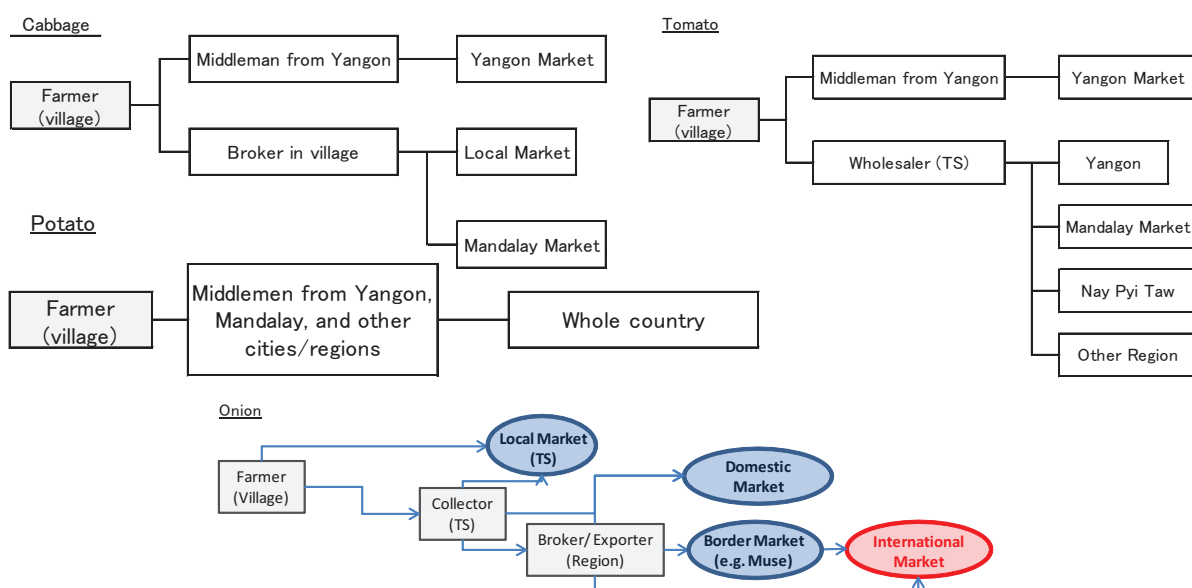 Cabbage
Middleman from Yangon
Yangon Market
Farmer
(village)
Broker in village
Local Market
Mandalay Market
Tomato
Middleman from Yangon
Yangon Market
Farmer
(village)
Wholesaler (TS)
Yangon
Mandalay Market
Nay Pyi Taw
Other Region
Potato
Farmer
(village)
Middlemen from Yangon,
Mandalay, and other
cities/regions
Whole country
Onion
Local Market
(TS)
Farmer
(Village)
Domestic
Market
Collector
(TS)
Broker/Exporter
(Region)
Border Market
(e.g. Muse)
International
Market